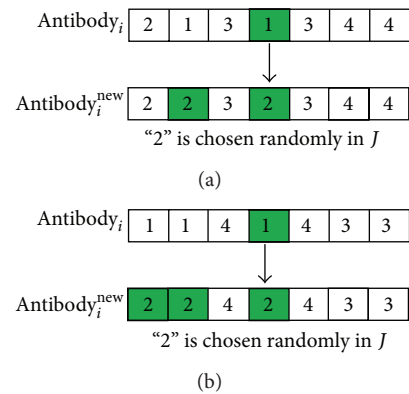 Antibody_i 2 1 3 1 3 4 4
Antibody_i^new 2 2 3 2 3 4 4
“2” is chosen randomly in J
(a)
Antibody_i 1 1 4 1 4 3 3
Antibody_i^new 2 2 4 2 4 3 3
“2” is chosen randomly in J
(b)